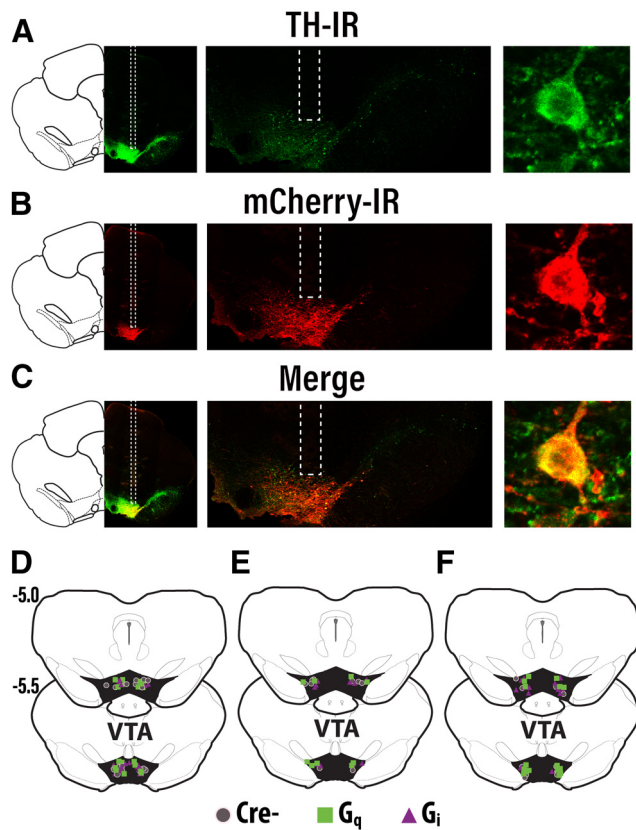 A
TH-IR
B
mCherry-IR
C
Merge
D
E
F
-5.0
-5.5
VTA
VTA
VTA
Cre- Gq Gi